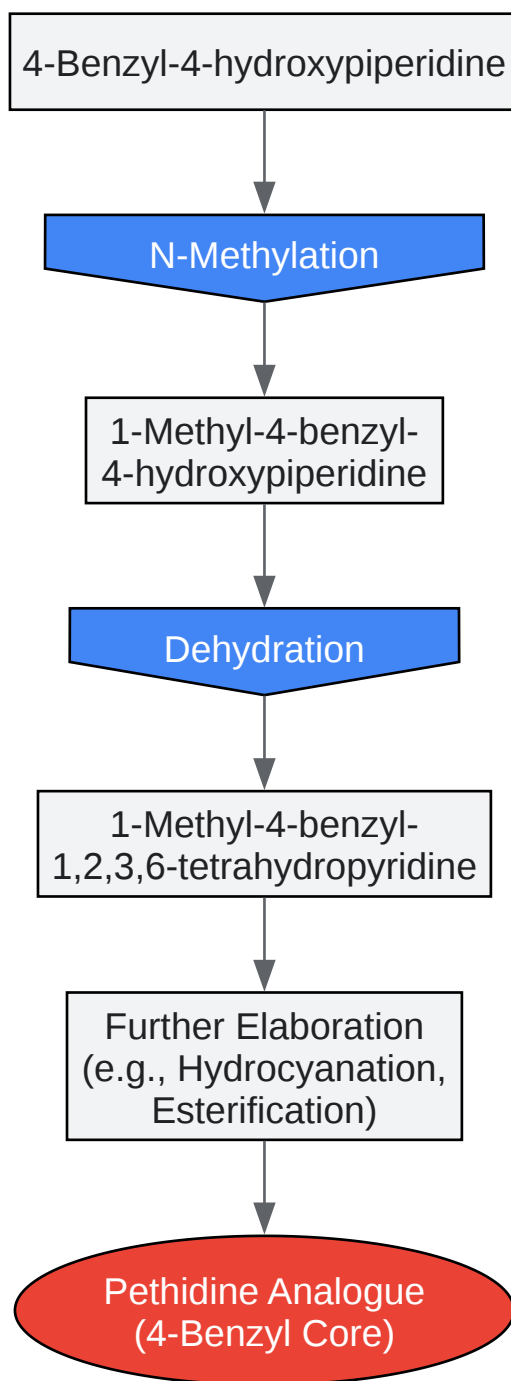 4-Benzyl-4-hydroxypiperidine
N-Methylation
1-Methyl-4-benzyl-
4-hydroxypiperidine
Dehydration
1-Methyl-4-benzyl-
1,2,3,6-tetrahydropyridine
Further Elaboration
(e.g., Hydrocyanation,
Esterification)
Pethidine Analogue
(4-Benzyl Core)